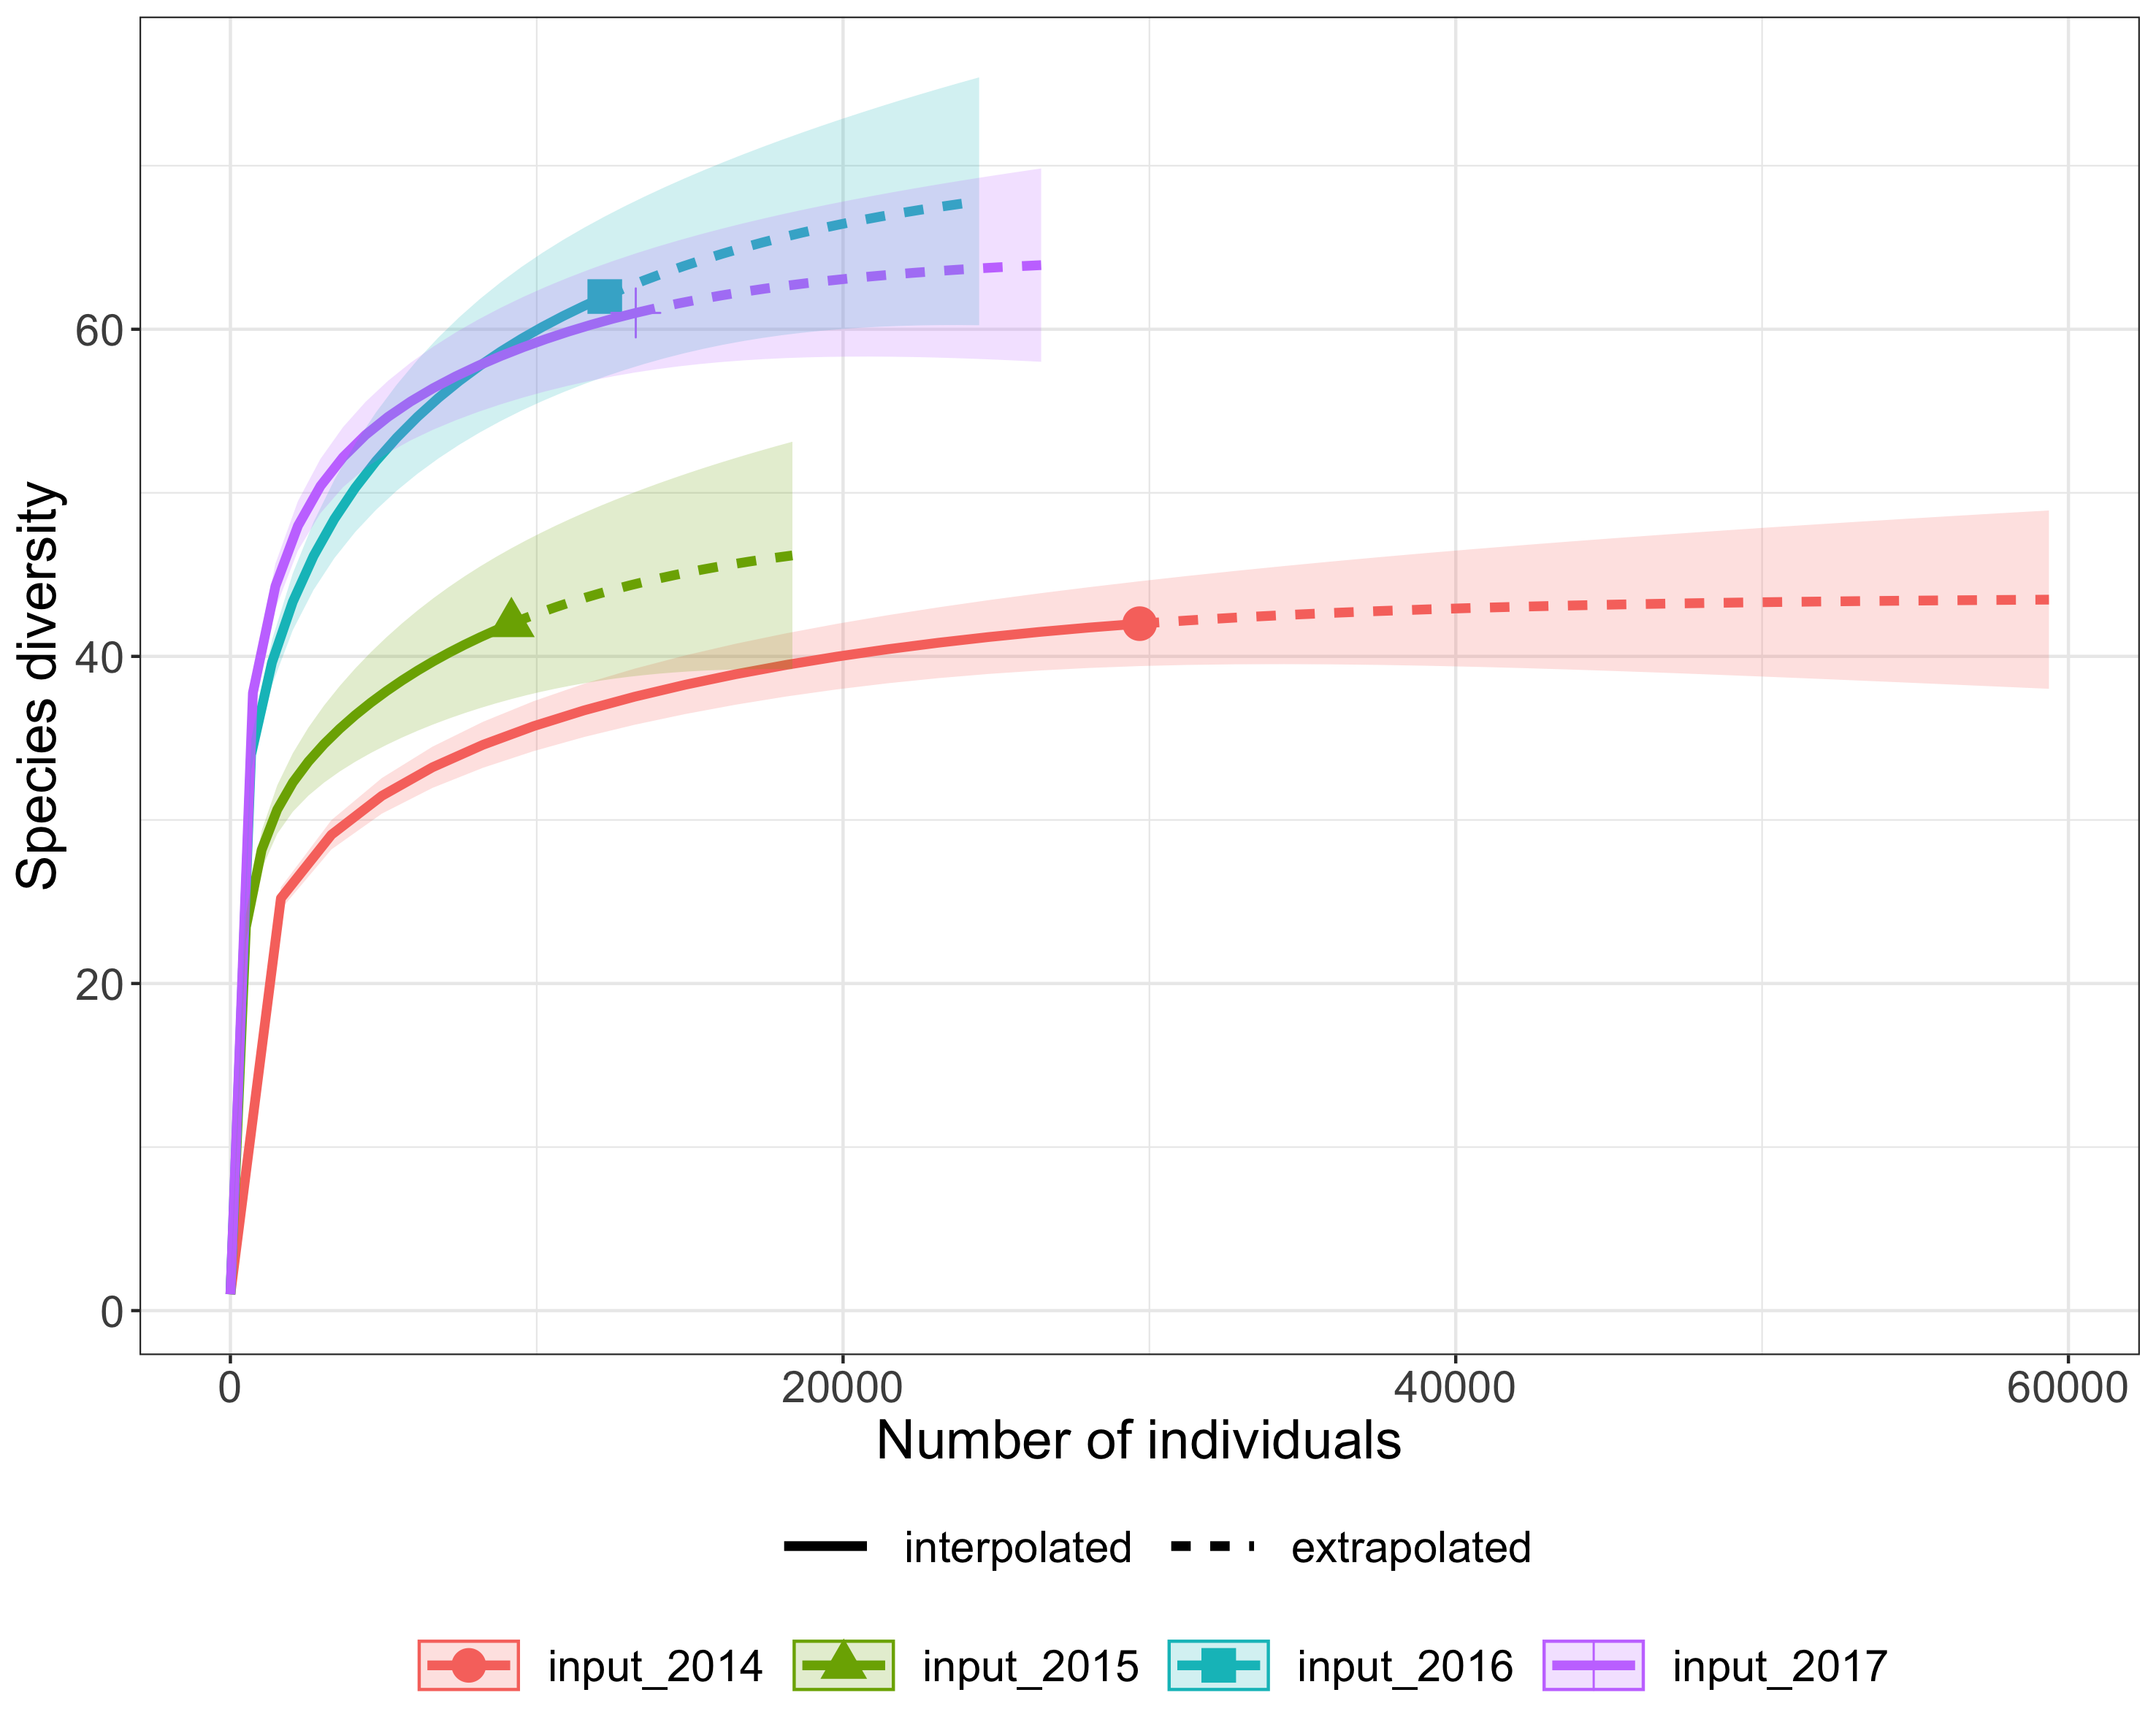 Species diversity
60
40
20
0
0 20000 40000 60000
Number of individuals
interpolated extrapolated
input_2014 input_2015 input_2016 input_2017